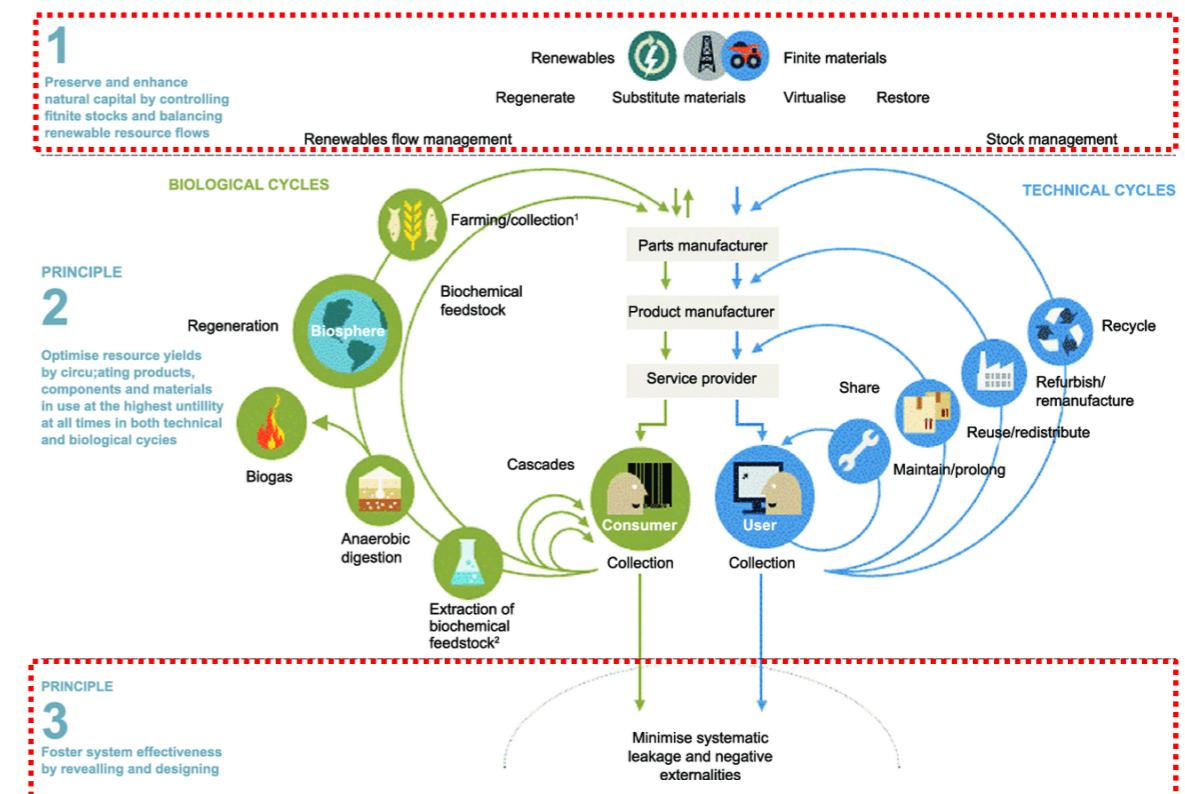 1
Preserve and enhance
natural capital by controlling
fitnite stocks and balancing
renewable resource flows
Renewables
Finite materials
Regenerate
Substitute materials
Virtualise
Restore
Renewables flow management
Stock management
BIOLOGICAL CYCLES
TECHNICAL CYCLES
PRINCIPLE
2
Optimise resource yields
by circu;ating products,
components and materials
in use at the highest untillity
at all times in both technical
and biological cycies
Farming/collection¹
Biochemical
feedstock
Regeneration
Biosphere
Biogas
Anaerobic
digestion
Extraction of
biochemical
feedstock²
Cascades
Parts manufacturer
Product manufacturer
Service provider
Consumer
Collection
User
Collection
Share
Maintain/prolong
Reuse/redistribute
Refurbish/
remanufacture
Recycle
PRINCIPLE
3
Foster system effectiveness
by revealling and designing
Minimise systematic
leakage and negative
externalities